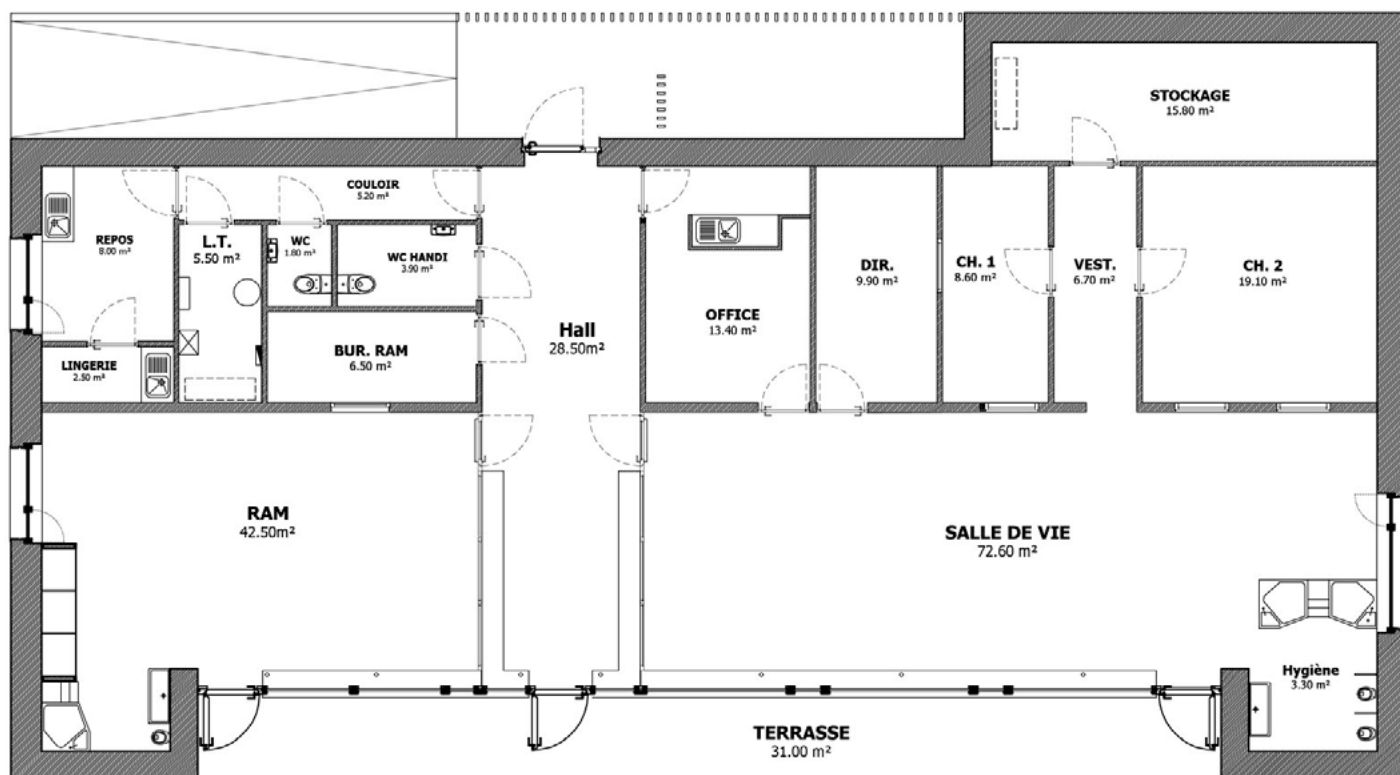 STOCKAGE
15.80 m²
COULOIR
5.20 m²
REPOS
8.00 m²
L.T.
5.50 m²
WC
1.80 m²
WC HANDI
3.90 m²
Hall
28.50m²
OFFICE
13.40 m²
DIR.
9.90 m²
CH. 1
8.60 m²
VEST.
6.70 m²
CH. 2
19.10 m²
LINGERIE
2.50 m²
BUR. RAM
6.50 m²
RAM
42.50m²
SALLE DE VIE
72.60 m²
Hygiène
3.30 m²
TERRASSE
31.00 m²